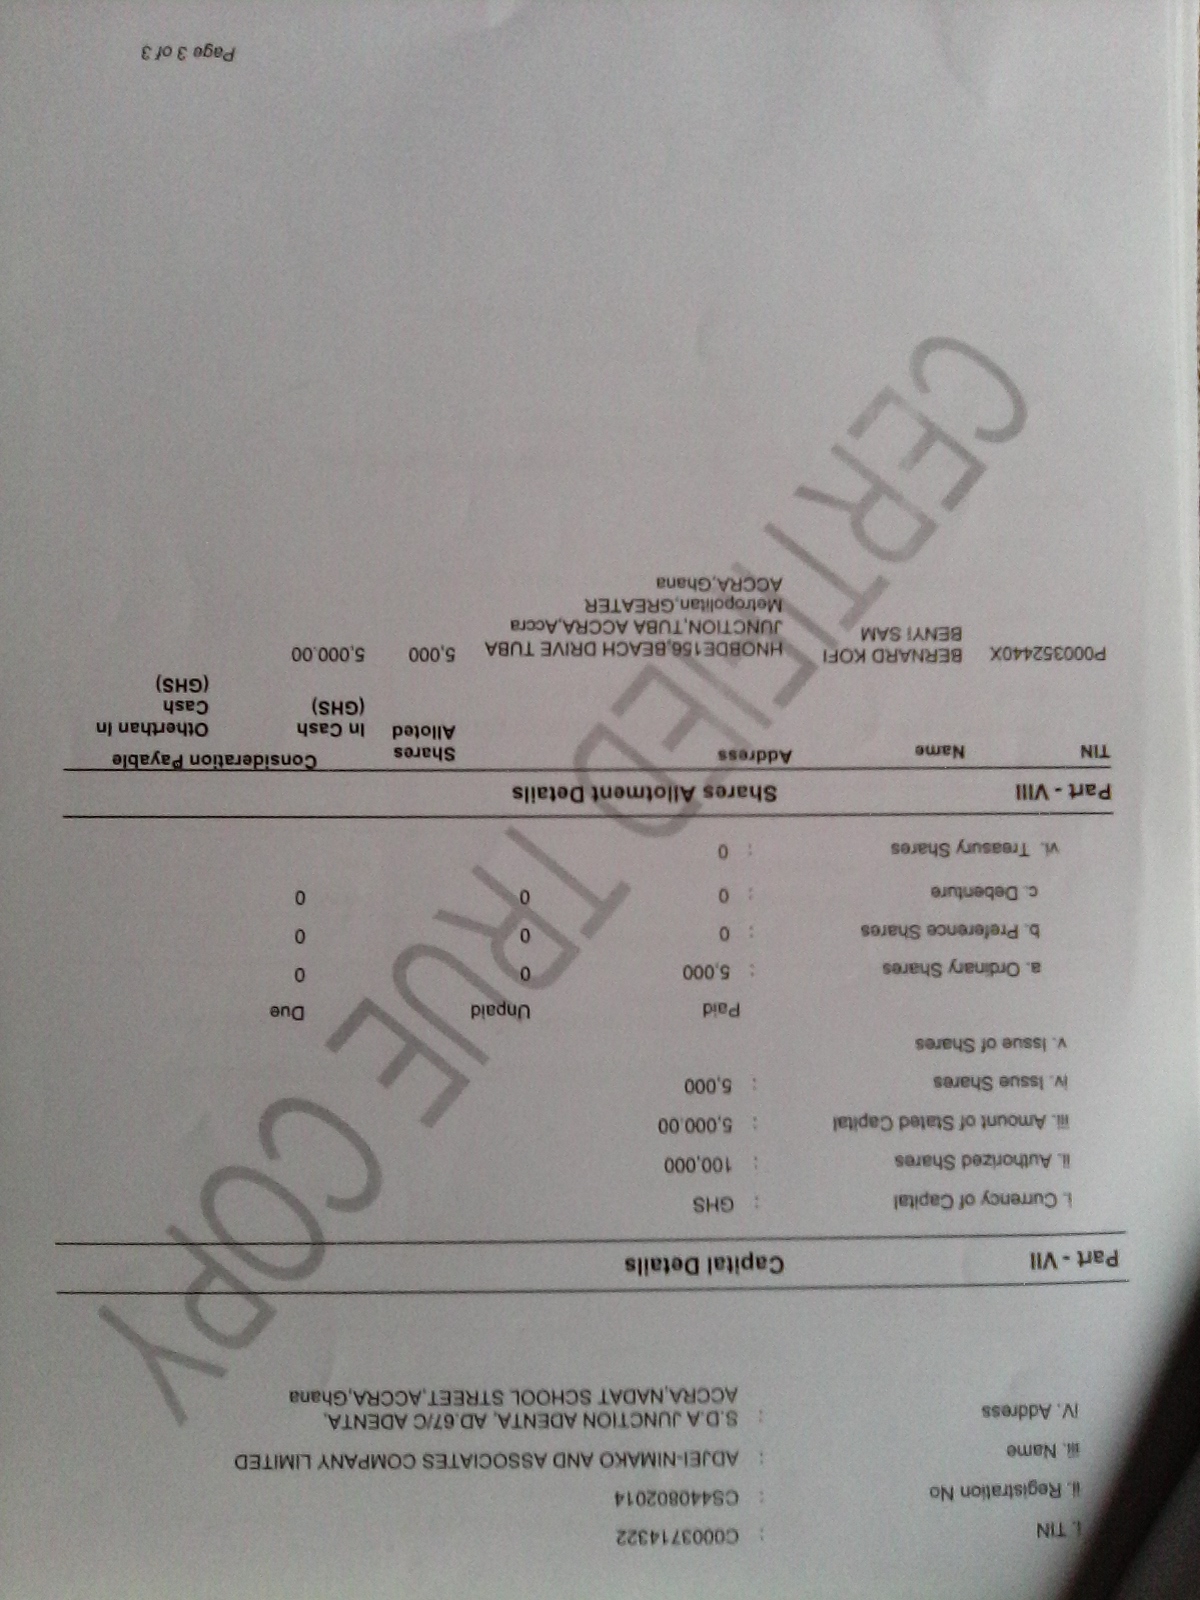 i. TIN : C0003714322
ii. Registration No : CS440802014
iii. Name : ADJEI-NIMAKO AND ASSOCIATES COMPANY LIMITED
iV. Address : S.D.A JUNCTION ADENTA, AD.67/C ADENTA,
ACCRA,NADAT SCHOOL STREET,ACCRA,Ghana
Part - VII Capital Details
i. Currency of Capital : GHS
ii. Authorized Shares : 100,000
iii. Amount of Stated Capital : 5,000.00
iv. Issue Shares : 5,000
v. Issue of Shares
Paid Unpaid Due
a. Ordinary Shares : 5,000 0 0
b. Preference Shares : 0 0 0
c. Debenture : 0 0 0
vi. Treasury Shares : 0
Part - VIII Shares Allotment Details
TIN Name Address Shares Consideration Payable
Alloted In Cash Otherthan In
(GHS) Cash
(GHS)
P000352440X BERNARD KOFI HNOBDE156,BEACH DRIVE TUBA 5,000 5,000.00
BENYI SAM JUNCTION,TUBA ACCRA,Accra
Metropolitan,GREATER
ACCRA,Ghana
CERTIFIED TRUE COPY
Page 3 of 3